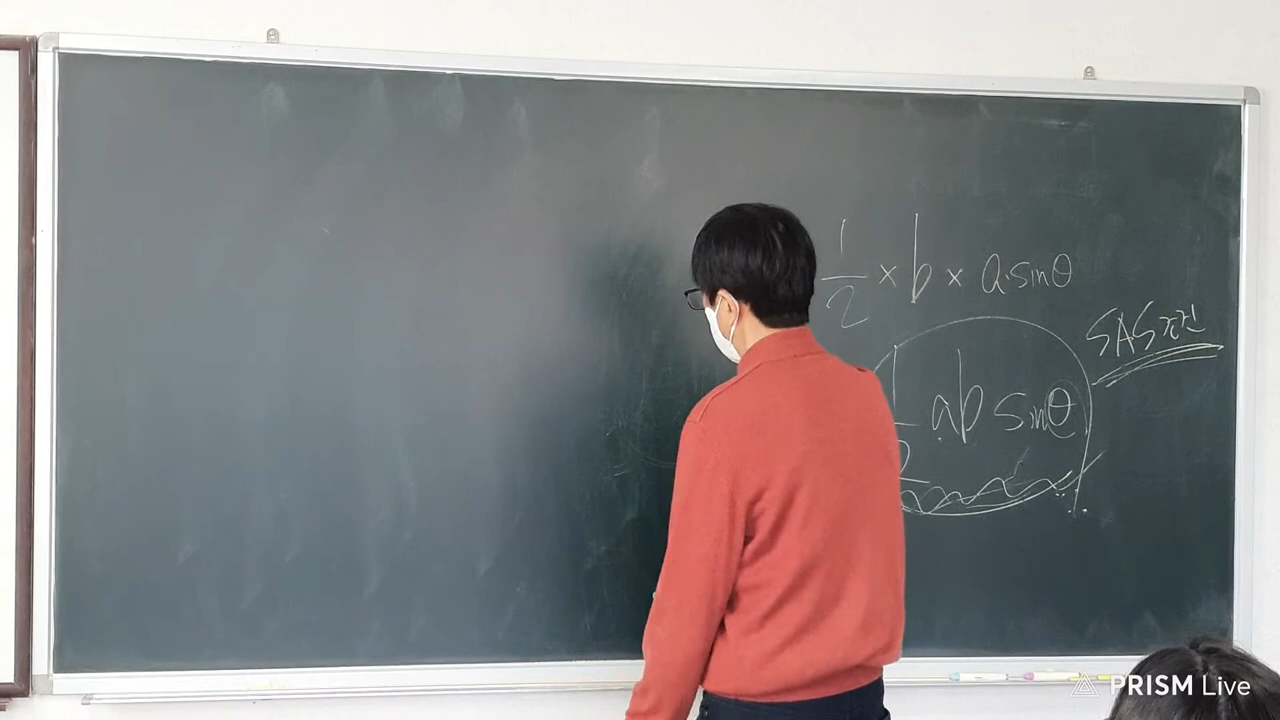 1/2 × b × a·sinθ
SAS조건
1/2 ab sinθ
PRISM Live